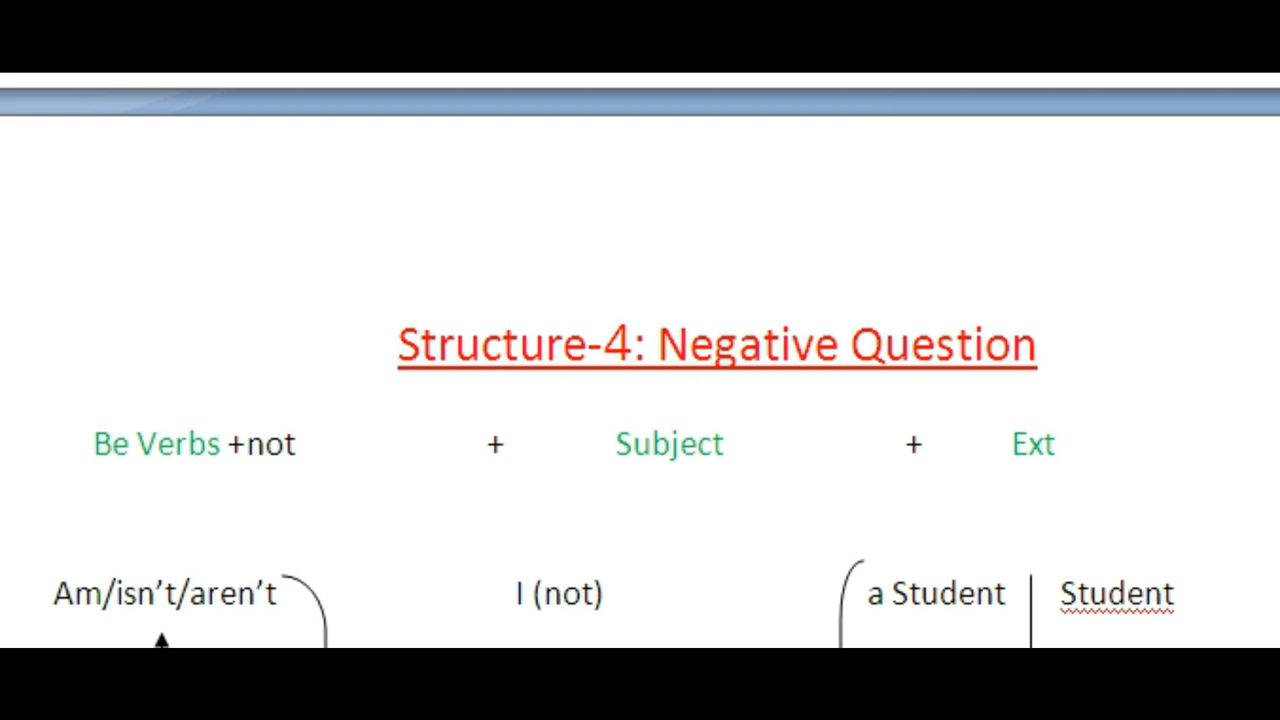 Structure-4: Negative Question
Be Verbs +not + Subject + Ext
Am/isn’t/aren’t I (not) a Student Student